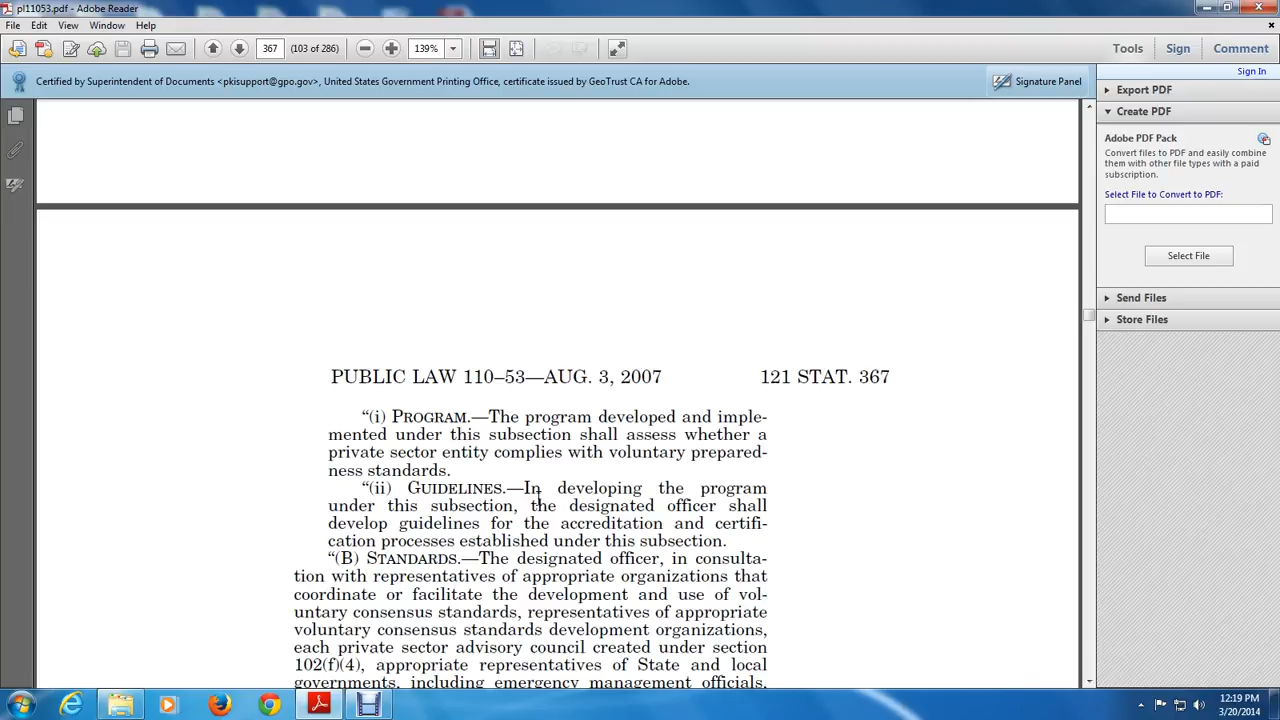 pl11053.pdf - Adobe Reader
File Edit View Window Help
367 (103 of 286) 139% Tools Sign Comment
Certified by Superintendent of Documents <pkisupport@gpo.gov>, United States Government Printing Office, certificate issued by GeoTrust CA for Adobe. Signature Panel
Sign In
Export PDF
Create PDF
Adobe PDF Pack
Convert files to PDF and easily combine
them with other file types with a paid
subscription.
Select File to Convert to PDF:
Select File
Send Files
Store Files
PUBLIC LAW 110–53—AUG. 3, 2007 121 STAT. 367
“(i) PROGRAM.—The program developed and imple-
mented under this subsection shall assess whether a
private sector entity complies with voluntary prepared-
ness standards.
“(ii) GUIDELINES.—In developing the program
under this subsection, the designated officer shall
develop guidelines for the accreditation and certifi-
cation processes established under this subsection.
“(B) STANDARDS.—The designated officer, in consulta-
tion with representatives of appropriate organizations that
coordinate or facilitate the development and use of vol-
untary consensus standards, representatives of appropriate
voluntary consensus standards development organizations,
each private sector advisory council created under section
102(f)(4), appropriate representatives of State and local
governments, including emergency management officials,
12:19 PM
3/20/2014